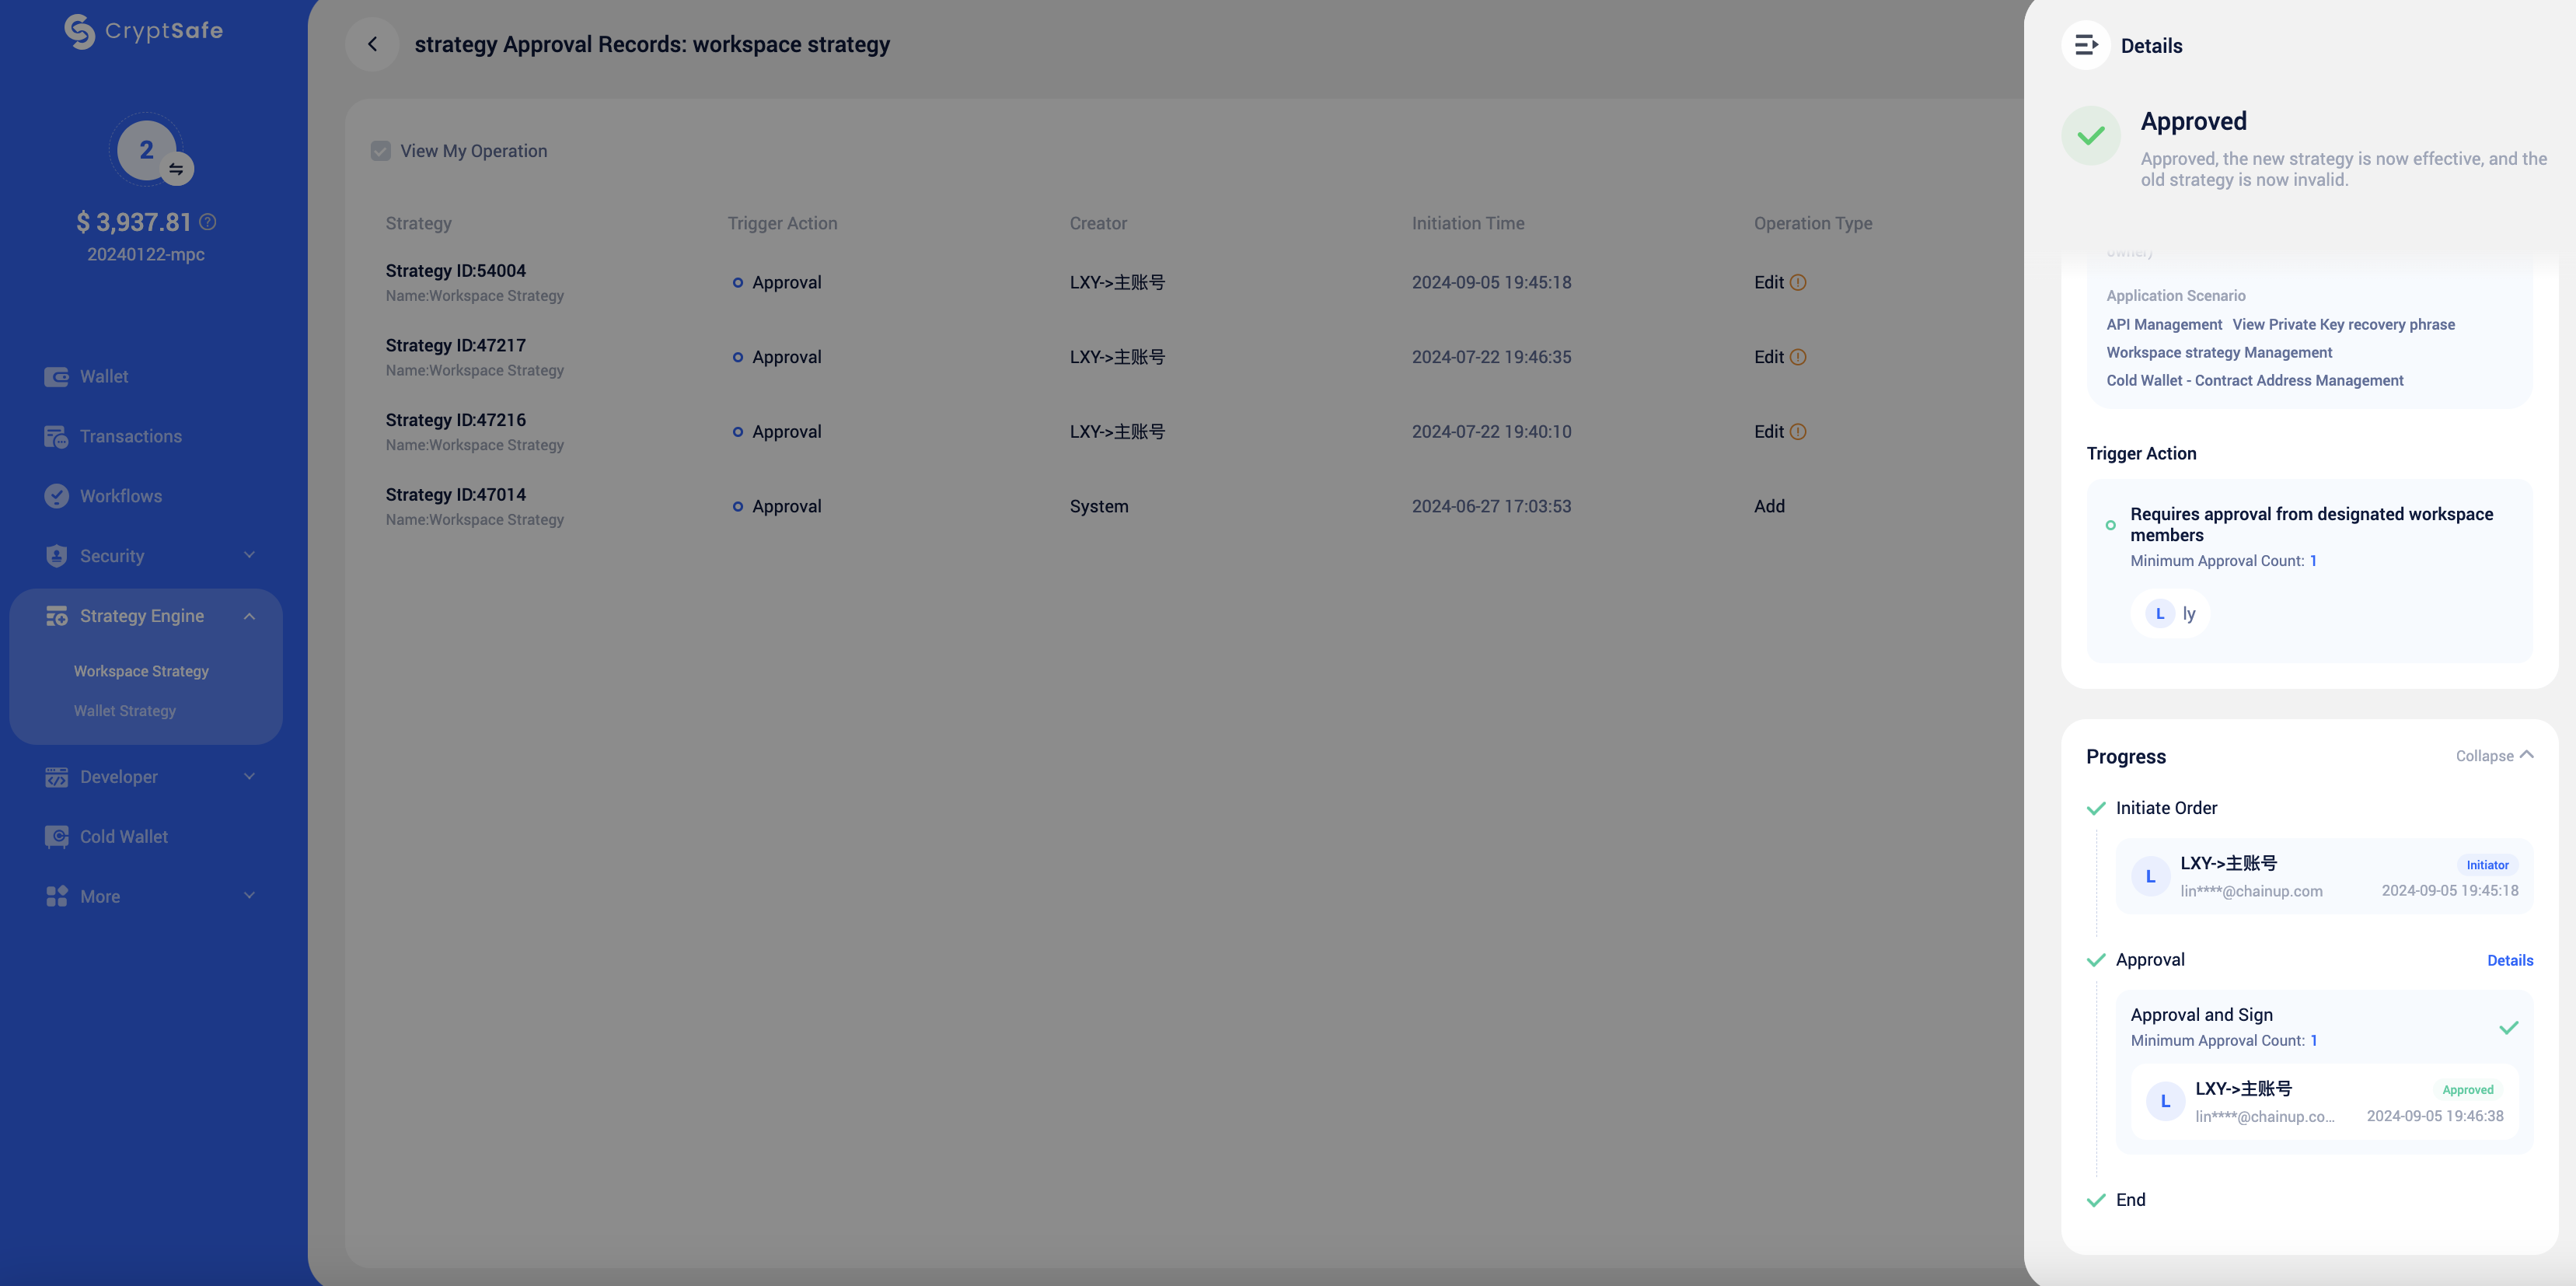 CryptSafe
2
$ 3,937.81
20240122-mpc
Wallet
Transactions
Workflows
Security
Strategy Engine
Workspace Strategy
Wallet Strategy
Developer
Cold Wallet
More
strategy Approval Records: workspace strategy
View My Operation
Strategy Trigger Action Creator Initiation Time Operation Type
Strategy ID:54004
Name:Workspace Strategy
Approval LXY->主账号 2024-09-05 19:45:18 Edit
Strategy ID:47217
Name:Workspace Strategy
Approval LXY->主账号 2024-07-22 19:46:35 Edit
Strategy ID:47216
Name:Workspace Strategy
Approval LXY->主账号 2024-07-22 19:40:10 Edit
Strategy ID:47014
Name:Workspace Strategy
Approval System 2024-06-27 17:03:53 Add
Details
Approved
Approved, the new strategy is now effective, and the
old strategy is now invalid.
owner)
Application Scenario
API Management View Private Key recovery phrase
Workspace strategy Management
Cold Wallet - Contract Address Management
Trigger Action
Requires approval from designated workspace
members
Minimum Approval Count: 1
L ly
Progress Collapse
Initiate Order
L LXY->主账号 Initiator
lin****@chainup.com 2024-09-05 19:45:18
Approval Details
Approval and Sign
Minimum Approval Count: 1
L LXY->主账号 Approved
lin****@chainup.co... 2024-09-05 19:46:38
End